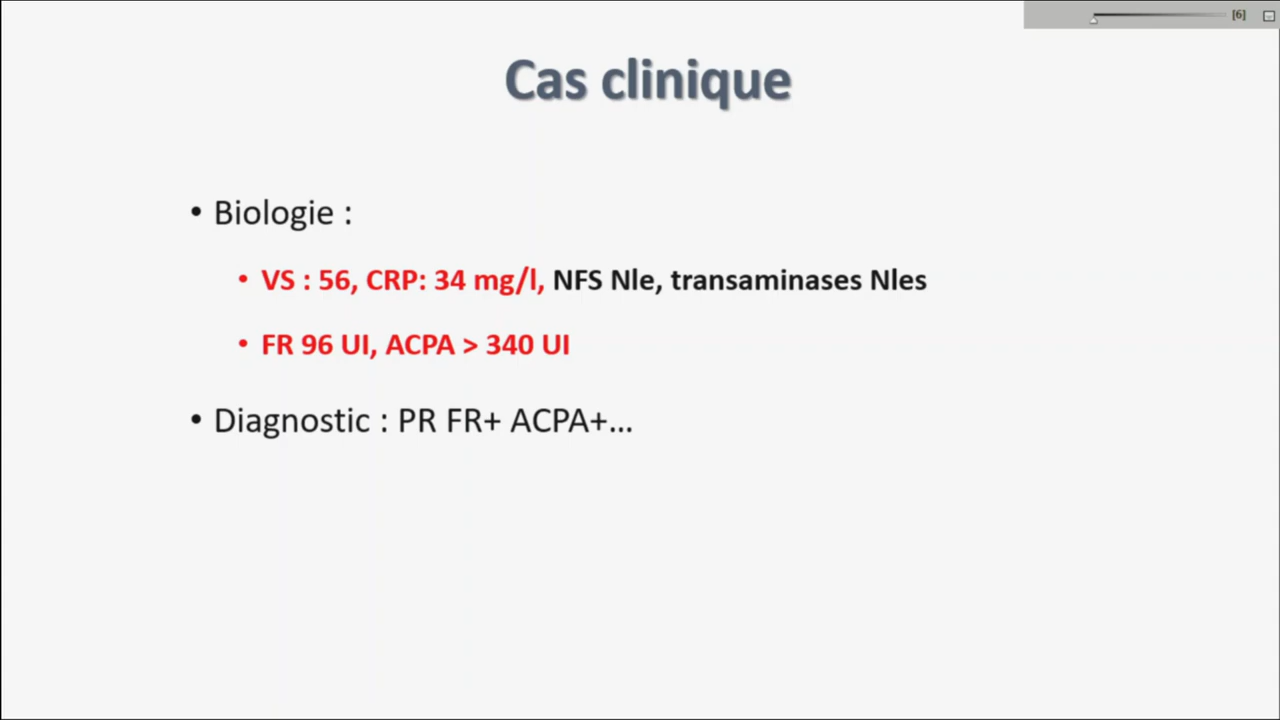 [6]
Cas clinique
• Biologie :
• VS : 56, CRP: 34 mg/l, NFS Nle, transaminases Nles
• FR 96 UI, ACPA > 340 UI
• Diagnostic : PR FR+ ACPA+...